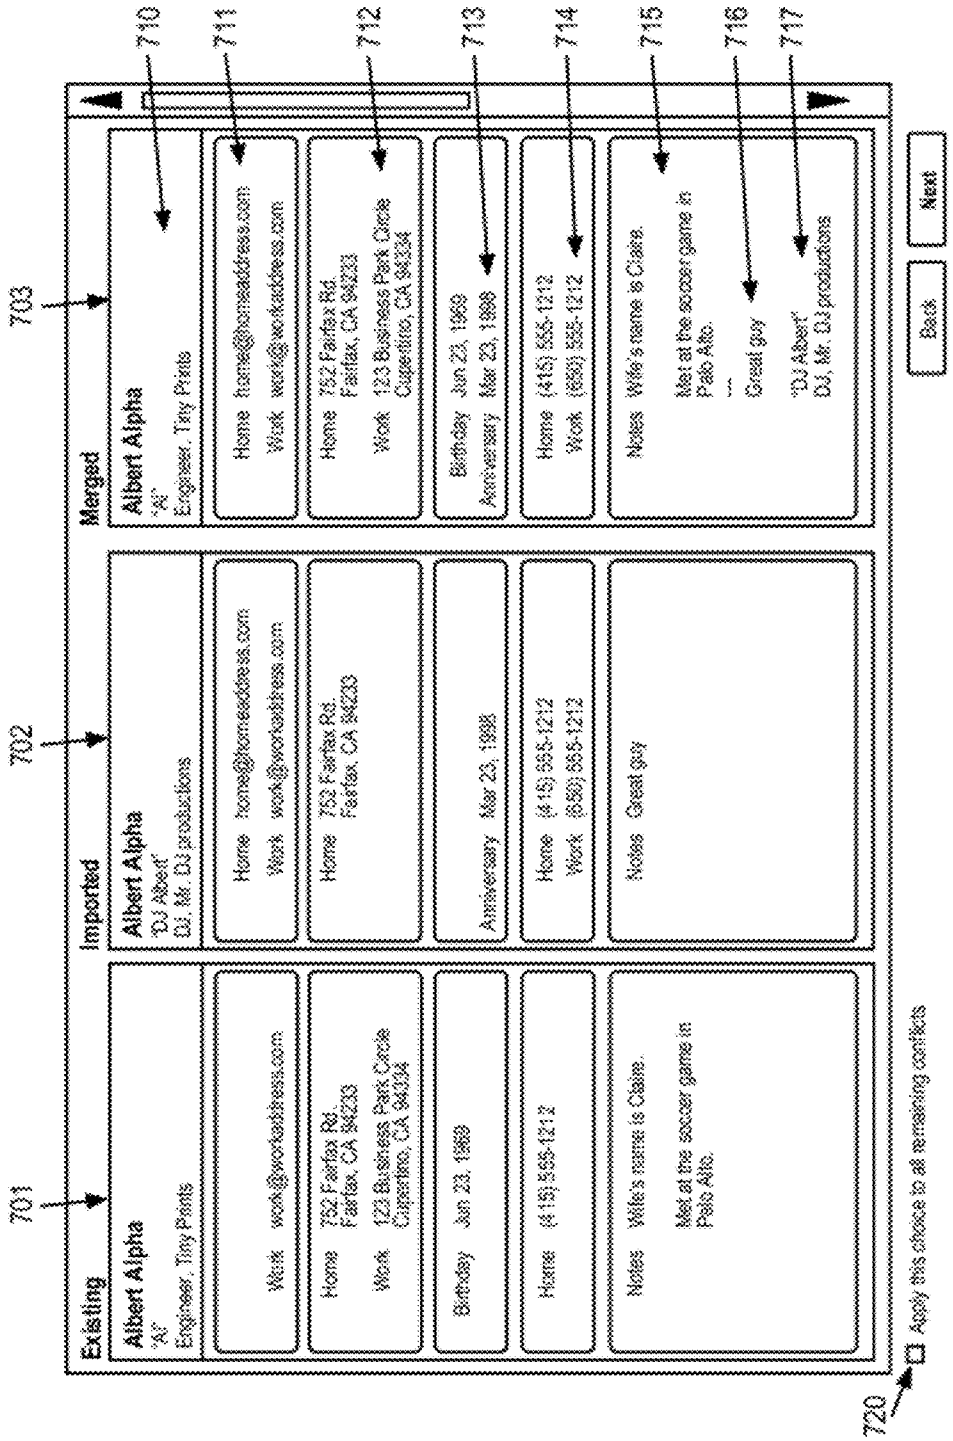 701
702
703
Existing
Albert Alpha
"Al"
Engineer, Tiny Prints
Work work@workaddress.com
Home 752 Fairfax Rd.
Fairfax, CA 94233
Work 123 Business Park Circle
Cupertino, CA 94334
Birthday Jun 23, 1969
Home (415) 555-1212
Notes Wife's name is Claire.
Met at the soccer game in
Palo Alto.
Imported
Albert Alpha
"DJ Albert"
DJ, Mr. DJ productions
Home home@homeaddress.com
Work work@workaddress.com
Home 752 Fairfax Rd.
Fairfax, CA 94233
Anniversary Mar 23, 1998
Home (415) 555-1212
Work (650) 555-1212
Notes Great guy
Merged
Albert Alpha
"Al"
Engineer, Tiny Prints
Home home@homeaddress.com
Work work@workaddress.com
Home 752 Fairfax Rd.
Fairfax, CA 94233
Work 123 Business Park Circle
Cupertino, CA 94334
Birthday Jun 23, 1969
Anniversary Mar 23, 1998
Home (415) 555-1212
Work (650) 555-1212
Notes Wife's name is Claire.
Met at the soccer game in
Palo Alto.
---
Great guy
"DJ Albert"
DJ, Mr. DJ productions
710
711
712
713
714
715
716
717
720
Apply this choice to all remaining conflicts
Back
Next